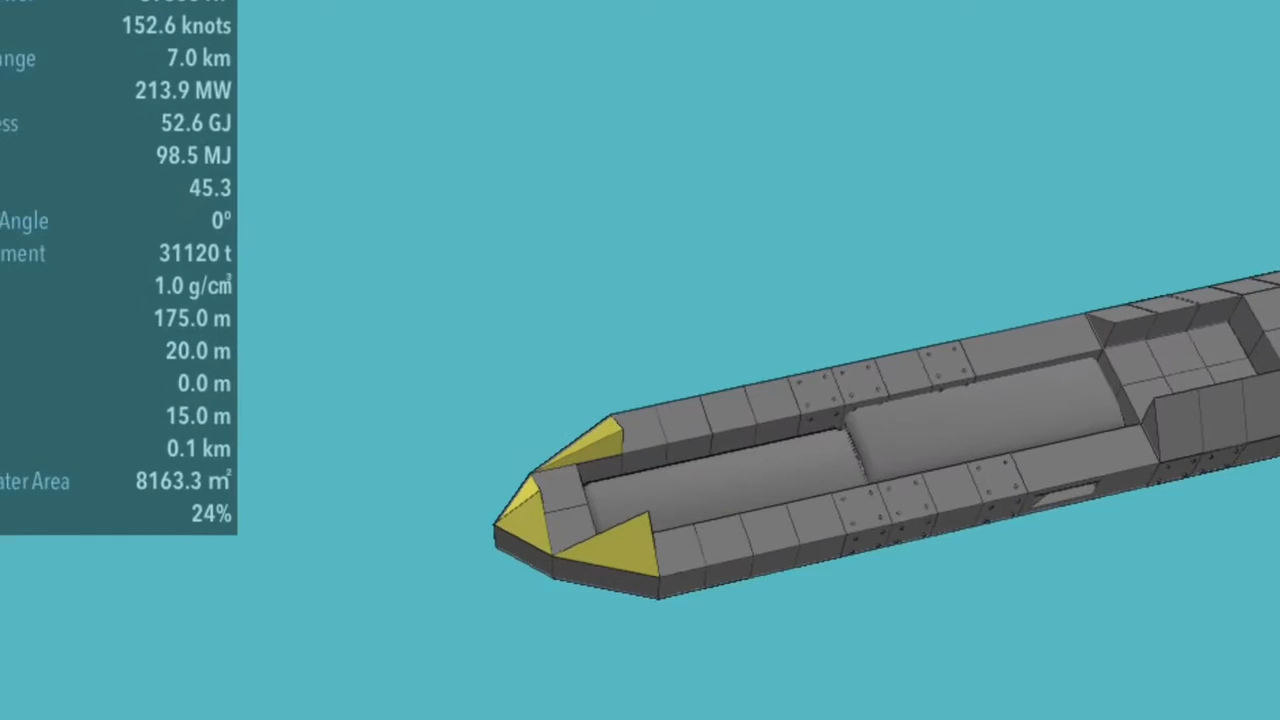 152.6 knots
ange 7.0 km
213.9 MW
ess 52.6 GJ
98.5 MJ
45.3
Angle 0°
ment 31120 t
1.0 g/cm³
175.0 m
20.0 m
0.0 m
15.0 m
0.1 km
ater Area 8163.3 m²
24%